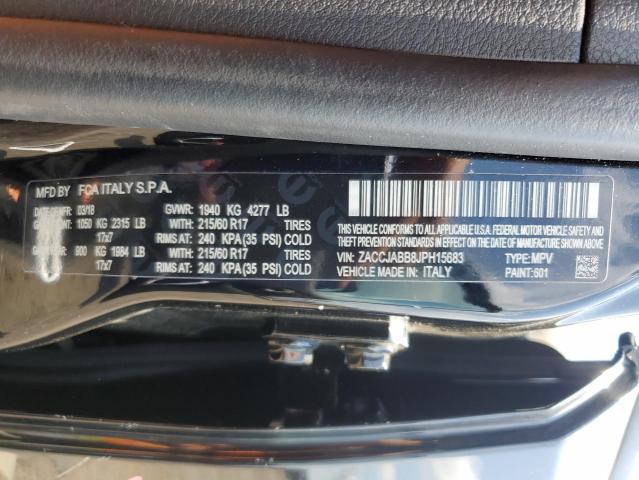 MFD BY FCA ITALY S.P.A.
DATE OF MFR: 03/18 GVWR: 1940 KG 4277 LB
1050 KG 2315 LB WITH 215/60 R17 TIRES
17x7 RIMS AT: 240 KPA (35 PSI) COLD
900 KG 1984 LB WITH 215/60 R17 TIRES
17x7 RIMS AT: 240 KPA (35 PSI) COLD
THIS VEHICLE CONFORMS TO ALL APPLICABLE U.S.A. FEDERAL MOTOR VEHICLE SAFETY, BUMPER, AND THEFT PREVENTION STANDARDS IN EFFECT ON THE DATE OF MANUFACTURE SHOWN ABOVE.
VIN: ZACCJABB8JPH15683 TYPE: MPV
VEHICLE MADE IN: ITALY PAINT: 601